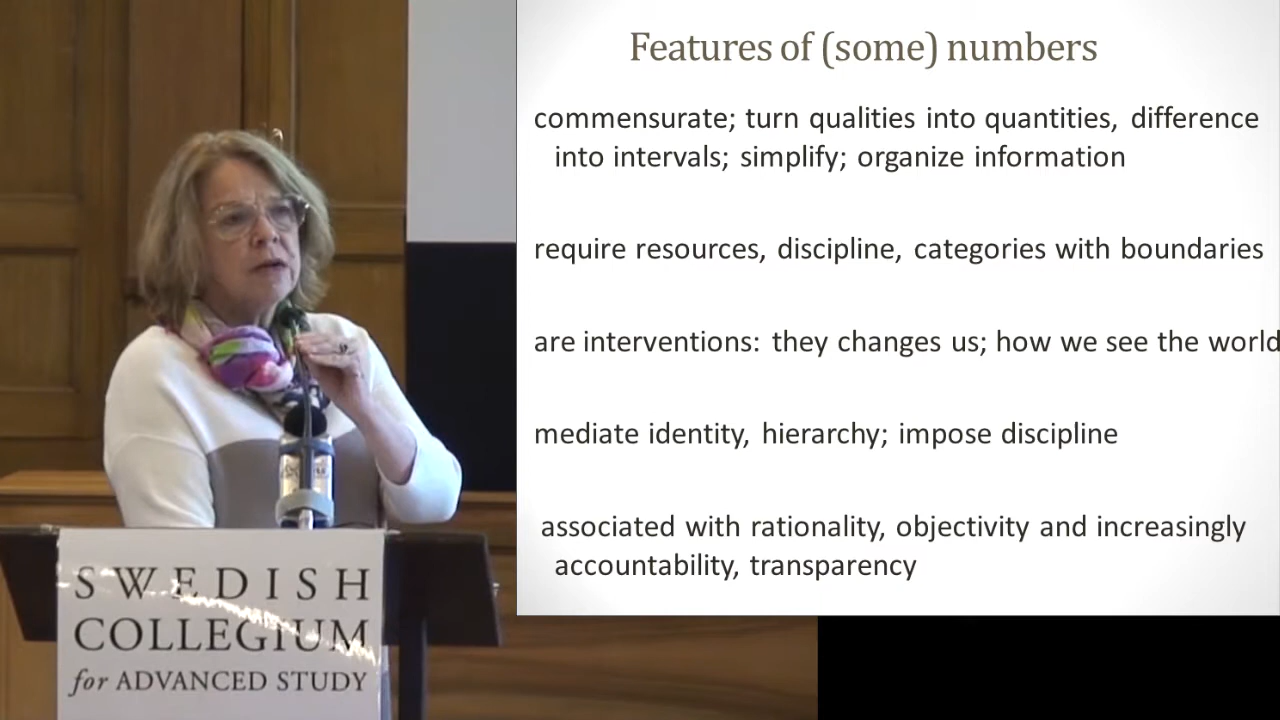 Features of (some) numbers
commensurate; turn qualities into quantities, difference
into intervals; simplify; organize information
require resources, discipline, categories with boundaries
are interventions: they changes us; how we see the world
mediate identity, hierarchy; impose discipline
associated with rationality, objectivity and increasingly
accountability, transparency
SWEDISH
COLLEGIUM
for ADVANCED STUDY